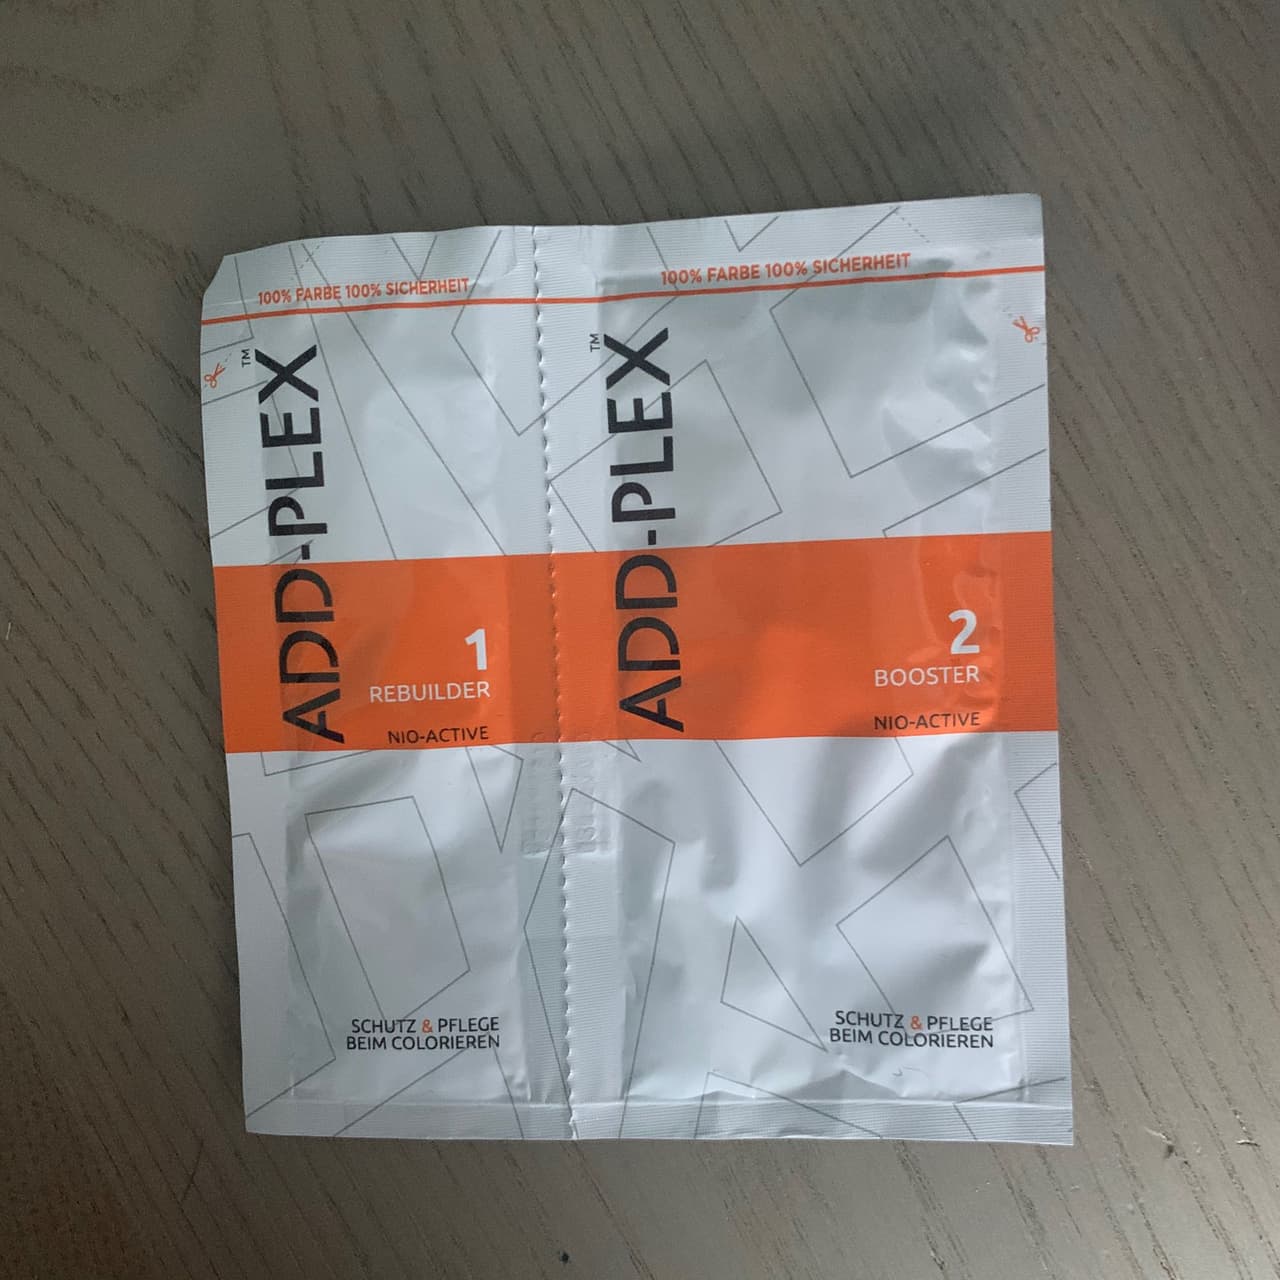 100% FARBE 100% SICHERHEIT
ADD-PLEX™
1
REBUILDER
NIO-ACTIVE
SCHUTZ & PFLEGE
BEIM COLORIEREN
100% FARBE 100% SICHERHEIT
ADD-PLEX™
2
BOOSTER
NIO-ACTIVE
SCHUTZ & PFLEGE
BEIM COLORIEREN